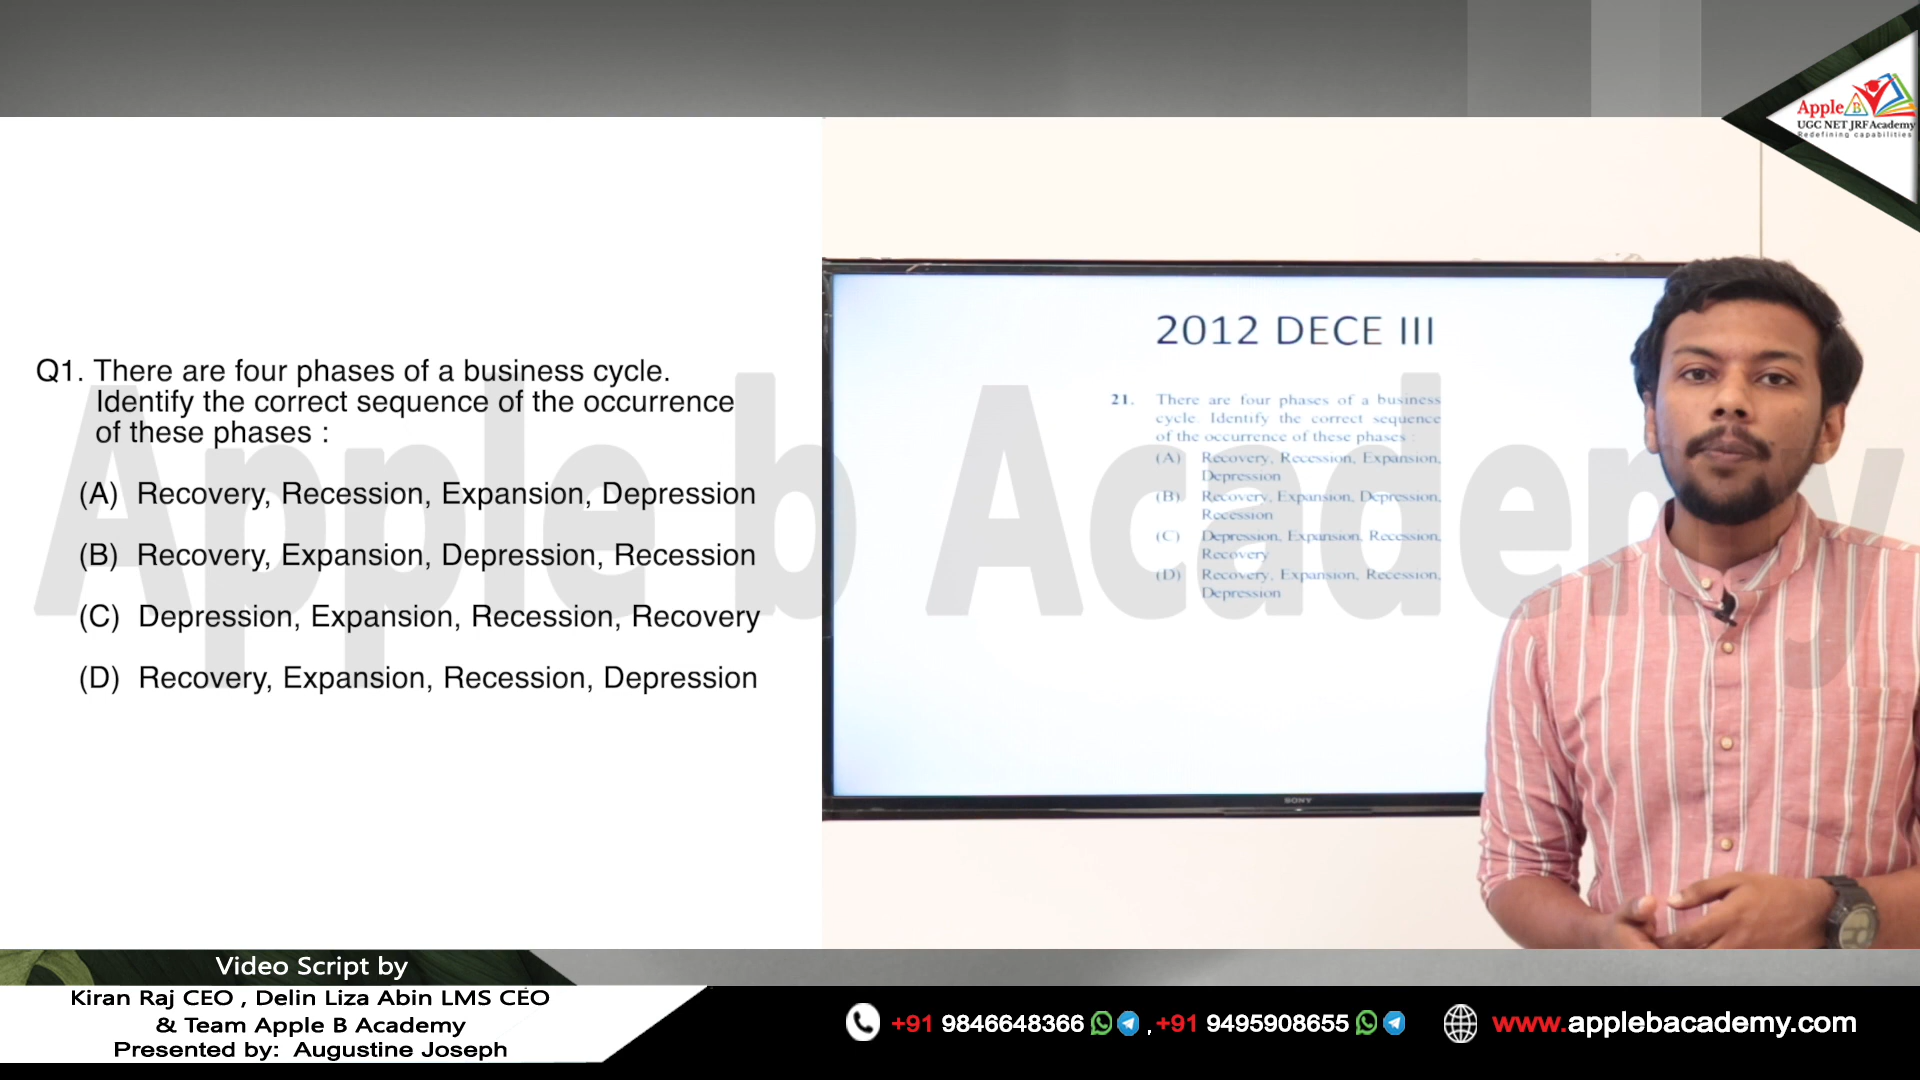 Apple B
UGC NET JRF Academy
Redefining capabilities
Q1. There are four phases of a business cycle.
Identify the correct sequence of the occurrence
of these phases :
(A) Recovery, Recession, Expansion, Depression
(B) Recovery, Expansion, Depression, Recession
(C) Depression, Expansion, Recession, Recovery
(D) Recovery, Expansion, Recession, Depression
2012 DECE III
21. There are four phases of a business
cycle. Identify the correct sequence
of the occurrence of these phases :
(A) Recovery, Recession, Expansion,
Depression
(B) Recovery, Expansion, Depression,
Recession
(C) Depression, Expansion, Recession,
Recovery
(D) Recovery, Expansion, Recession,
Depression
SONY
Apple b Academy
Video Script by
Kiran Raj CEO , Delin Liza Abin LMS CEO
& Team Apple B Academy
Presented by: Augustine Joseph
+91 9846648366 , +91 9495908655
www.applebacademy.com